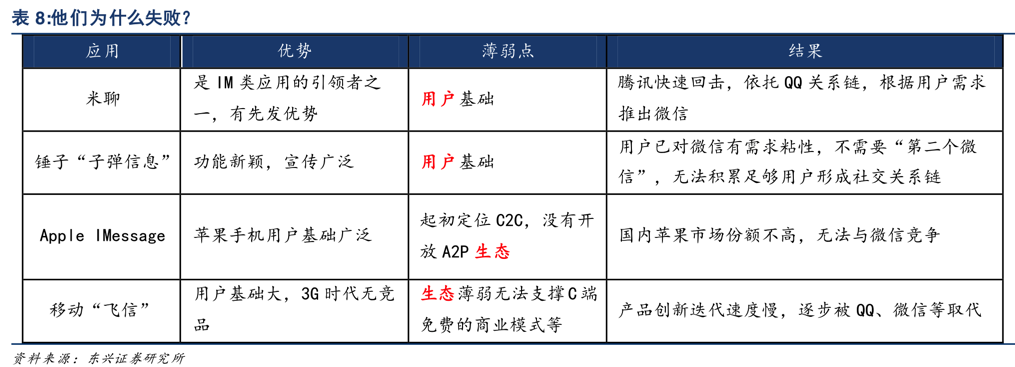 表 8:他们为什么失败？
应用 优势 薄弱点 结果
米聊
是 IM 类应用的引领者之
一，有先发优势
用户基础
腾讯快速回击，依托 QQ 关系链，根据用户需求
推出微信
锤子“子弹信息”
功能新颖，宣传广泛
用户基础
用户已对微信有需求粘性，不需要“第二个微
信”，无法积累足够用户形成社交关系链
Apple IMessage
苹果手机用户基础广泛
起初定位 C2C，没有开
放 A2P 生态
国内苹果市场份额不高，无法与微信竞争
移动“飞信”
用户基础大，3G 时代无竞
品
生态薄弱无法支撑 C 端
免费的商业模式等
产品创新迭代速度慢，逐步被 QQ、微信等取代
资料来源：东兴证券研究所